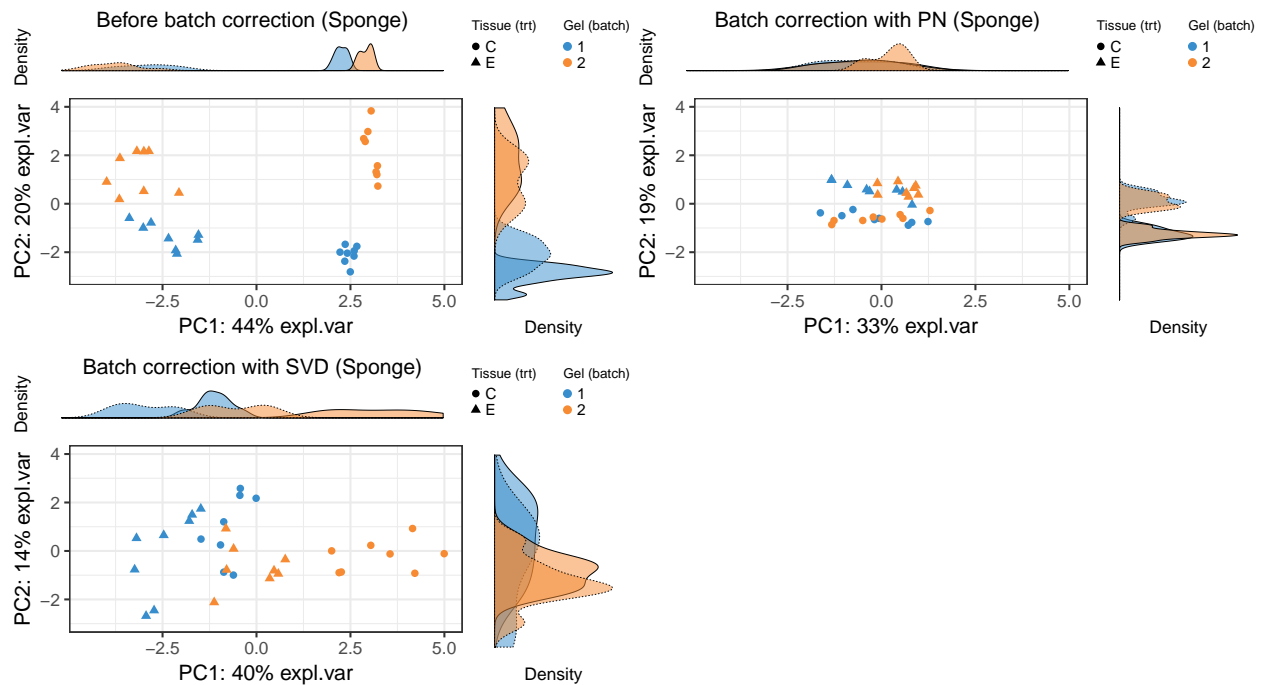 Before batch correction (Sponge)
Density
Tissue (trt)
C
E
Gel (batch)
1
2
PC2: 20% expl.var
4
2
0
−2
−2.5
0.0
2.5
5.0
PC1: 44% expl.var
Density
Batch correction with PN (Sponge)
Density
Tissue (trt)
C
E
Gel (batch)
1
2
PC2: 19% expl.var
4
2
0
−2
−2.5
0.0
2.5
5.0
PC1: 33% expl.var
Density
Batch correction with SVD (Sponge)
Density
Tissue (trt)
C
E
Gel (batch)
1
2
PC2: 14% expl.var
4
2
0
−2
−2.5
0.0
2.5
5.0
PC1: 40% expl.var
Density